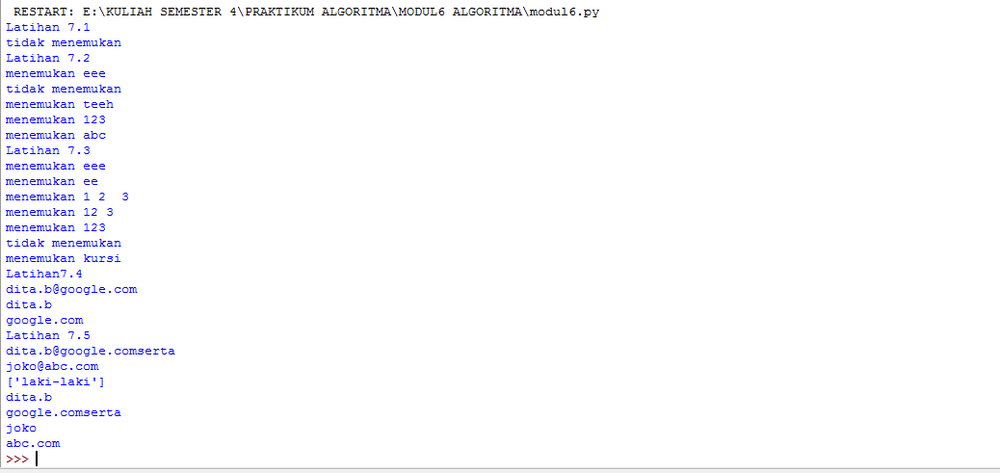 RESTART: E:\KULIAH SEMESTER 4\PRAKTIKUM ALGORITMA\MODUL6 ALGORITMA\modul6.py
Latihan 7.1
tidak menemukan
Latihan 7.2
menemukan eee
tidak menemukan
menemukan teeh
menemukan 123
menemukan abc
Latihan 7.3
menemukan eee
menemukan ee
menemukan 1 2  3
menemukan 12 3
menemukan 123
tidak menemukan
menemukan kursi
Latihan7.4
dita.b@google.com
dita.b
google.com
Latihan 7.5
dita.b@google.comserta
joko@abc.com
['laki-laki']
dita.b
google.comserta
joko
abc.com
>>>